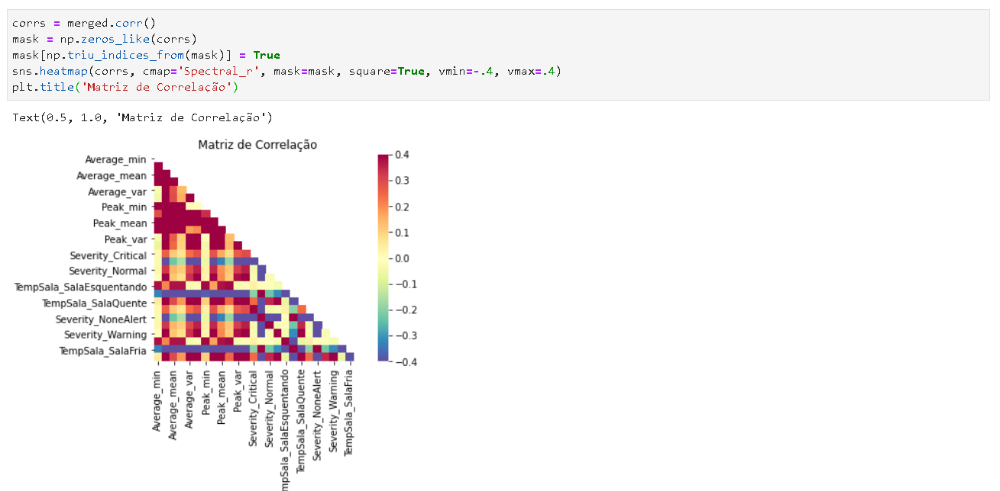 corrs = merged.corr()
mask = np.zeros_like(corrs)
mask[np.triu_indices_from(mask)] = True
sns.heatmap(corrs, cmap='Spectral_r', mask=mask, square=True, vmin=-.4, vmax=.4)
plt.title('Matriz de Correlação')
Text(0.5, 1.0, 'Matriz de Correlação')
Matriz de Correlação
Average_min
Average_mean
Average_var
Peak_min
Peak_mean
Peak_var
Severity_Critical
Severity_Normal
TempSala_SalaEsquentando
TempSala_SalaQuente
Severity_NoneAlert
Severity_Warning
TempSala_SalaFria
0.4
0.3
0.2
0.1
0.0
−0.1
−0.2
−0.3
−0.4
Average_min
Average_mean
Average_var
Peak_min
Peak_mean
Peak_var
Severity_Critical
Severity_Normal
mpSala_SalaEsquentando
TempSala_SalaQuente
Severity_NoneAlert
Severity_Warning
TempSala_SalaFria